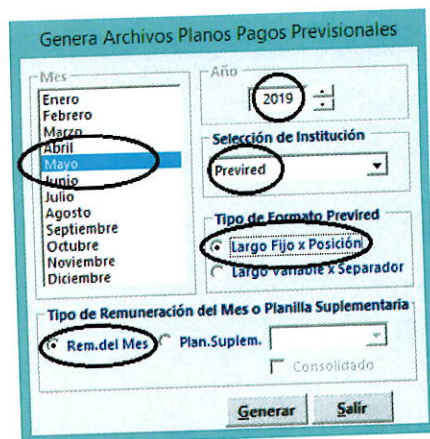 Genera Archivos Planos Pagos Previsionales
Mes
Enero
Febrero
Marzo
Abril
Mayo
Junio
Julio
Agosto
Septiembre
Octubre
Noviembre
Diciembre
Año
2019
Selección de Institución
Previred
Tipo de Formato Previred
Largo Fijo x Posición
Largo Variable x Separador
Tipo de Remuneración del Mes o Planilla Suplementaria
Rem.del Mes Plan.Suplem.
Consolidado
Generar Salir